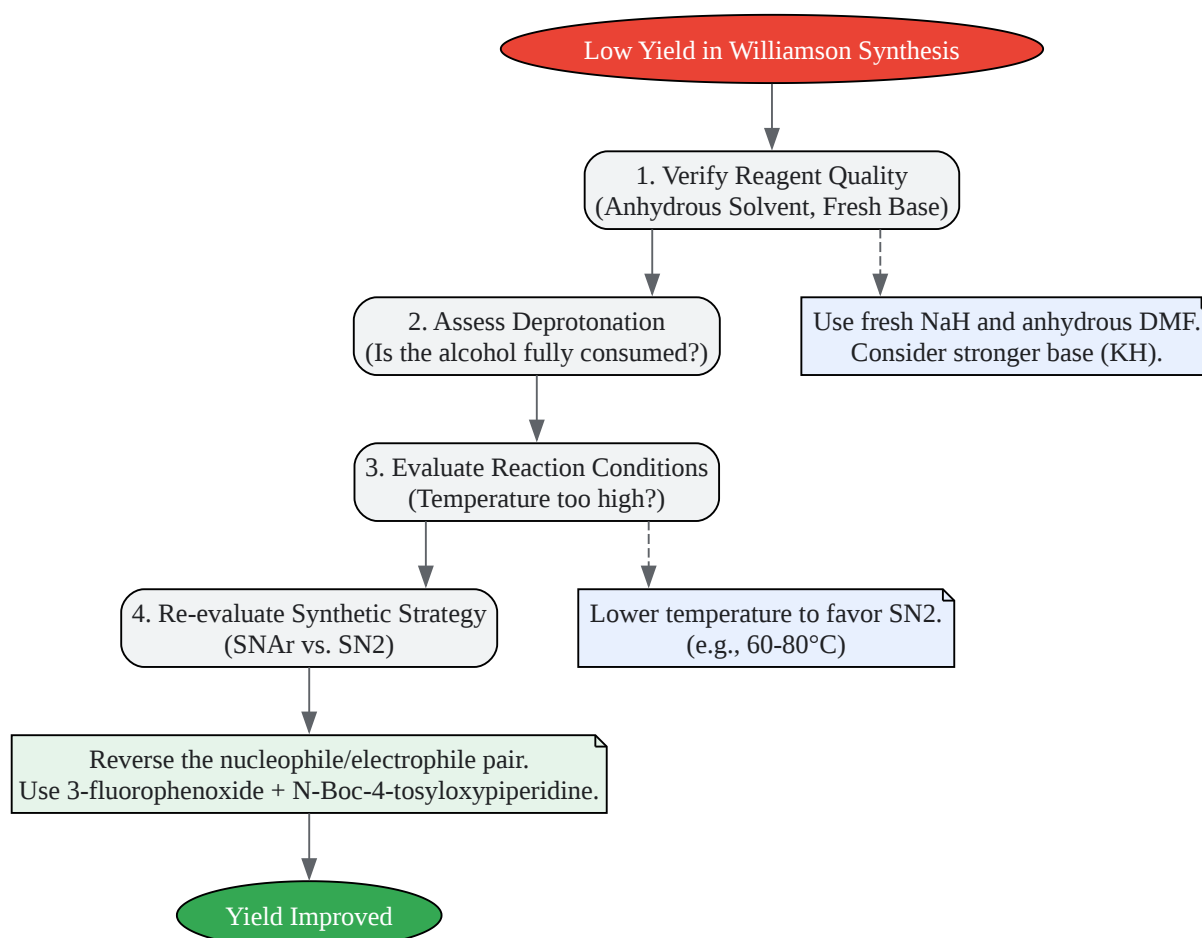 Low Yield in Williamson Synthesis
1. Verify Reagent Quality
(Anhydrous Solvent, Fresh Base)
2. Assess Deprotonation
(Is the alcohol fully consumed?)
Use fresh NaH and anhydrous DMF.
Consider stronger base (KH).
3. Evaluate Reaction Conditions
(Temperature too high?)
4. Re-evaluate Synthetic Strategy
(SNAr vs. SN2)
Lower temperature to favor SN2.
(e.g., 60-80°C)
Reverse the nucleophile/electrophile pair.
Use 3-fluorophenoxide + N-Boc-4-tosyloxypiperidine.
Yield Improved